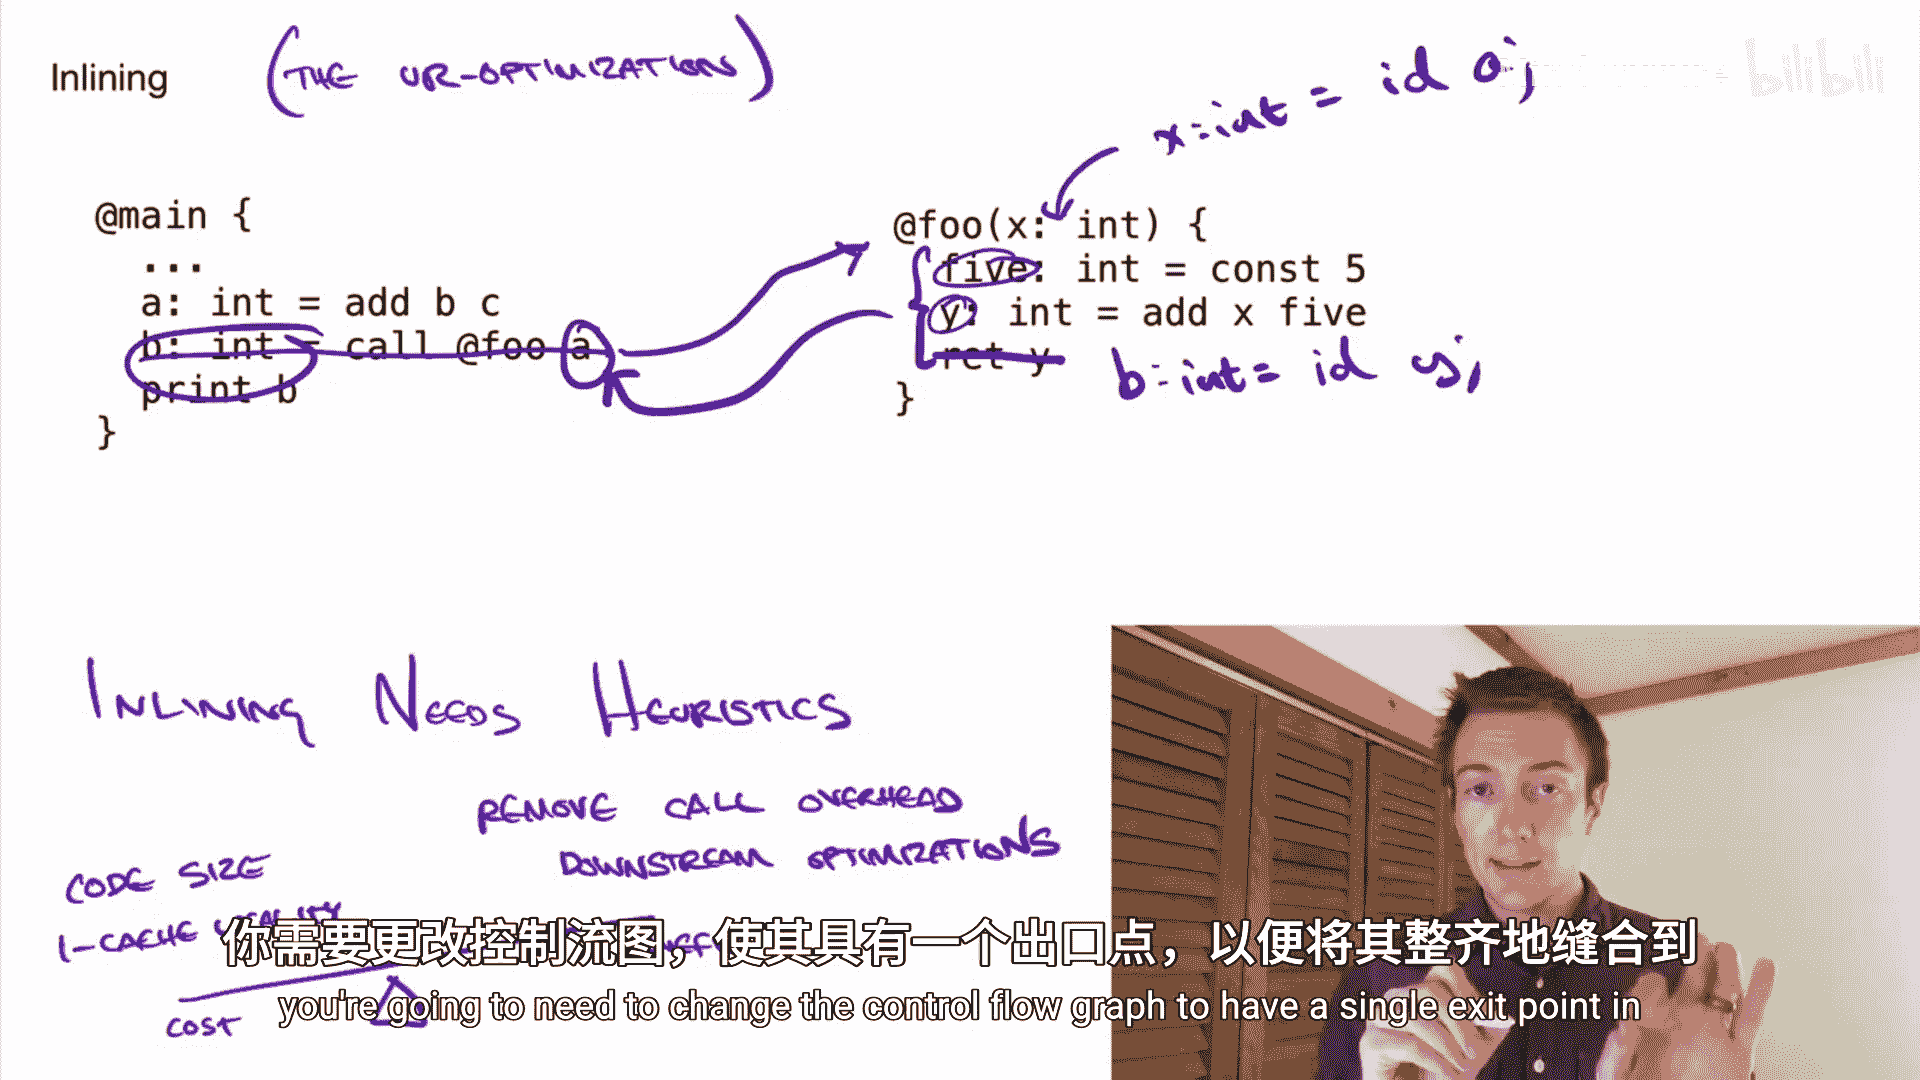 Inlining (THE UR-OPTIMIZATION)
bilibili
x:int = id a;
@main {
...
a: int = add b c
b: int = call @foo a
print b
}
@foo(x: int) {
five: int = const 5
y: int = add x five
ret y
}
b:int= id y;
INLINING NEEDS HEURISTICS
REMOVE CALL OVERHEAD
DOWNSTREAM OPTIMIZATIONS
CODE SIZE
I-CACHE LOCALITY
COST
你需要更改控制流图，使其具有一个出口点，以便将其整齐地缝合到
you're going to need to change the control flow graph to have a single exit point in